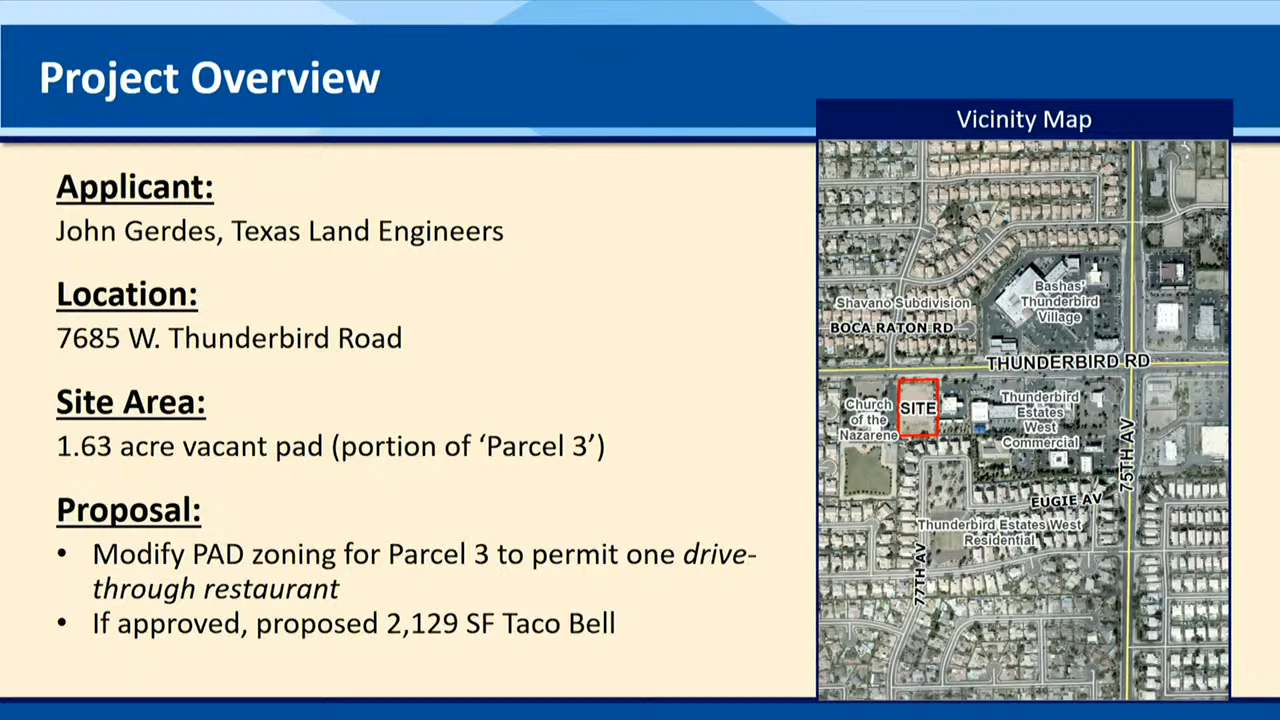 Project Overview
Vicinity Map
Applicant:
John Gerdes, Texas Land Engineers
Location:
7685 W. Thunderbird Road
Site Area:
1.63 acre vacant pad (portion of ‘Parcel 3’)
Proposal:
• Modify PAD zoning for Parcel 3 to permit one drive-
through restaurant
• If approved, proposed 2,129 SF Taco Bell
Bashas'
Thunderbird
Village
Shavano Subdivision
BOCA RATON RD
THUNDERBIRD RD
SITE
Church
of the
Nazarene
Thunderbird
Estates
West
Commercial
75TH AV
EUGIE AV
Thunderbird Estates West
Residential
77TH AV